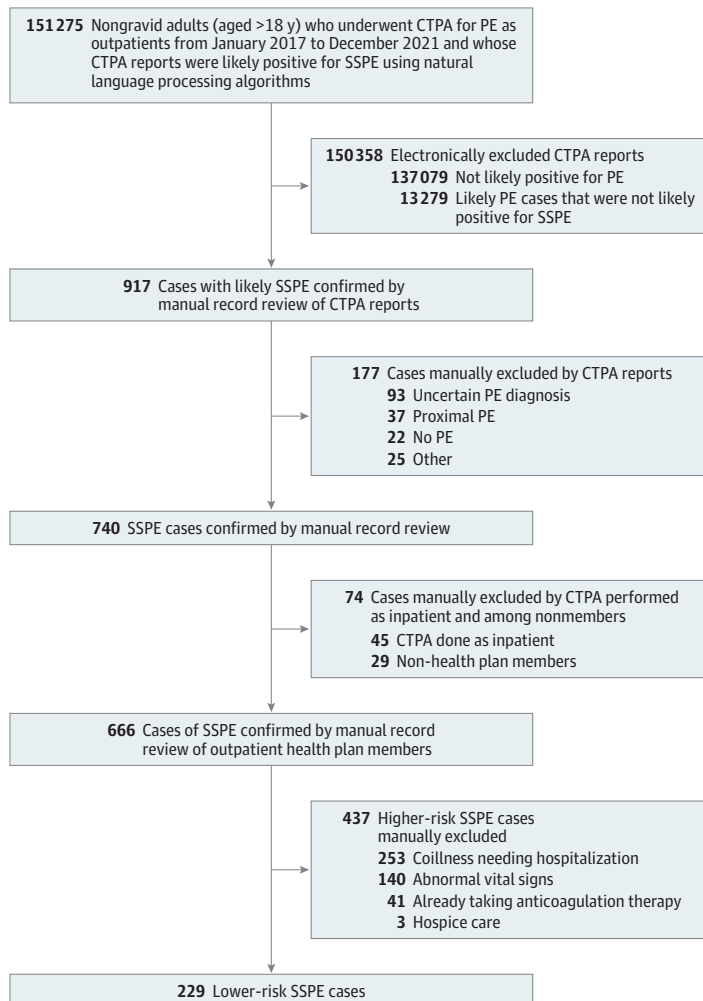 151275 Nongravid adults (aged >18 y) who underwent CTPA for PE as
outpatients from January 2017 to December 2021 and whose
CTPA reports were likely positive for SSPE using natural
language processing algorithms
150358 Electronically excluded CTPA reports
137079 Not likely positive for PE
13279 Likely PE cases that were not likely
positive for SSPE
917 Cases with likely SSPE confirmed by
manual record review of CTPA reports
177 Cases manually excluded by CTPA reports
93 Uncertain PE diagnosis
37 Proximal PE
22 No PE
25 Other
740 SSPE cases confirmed by manual record review
74 Cases manually excluded by CTPA performed
as inpatient and among nonmembers
45 CTPA done as inpatient
29 Non-health plan members
666 Cases of SSPE confirmed by manual record
review of outpatient health plan members
437 Higher-risk SSPE cases
manually excluded
253 Coillness needing hospitalization
140 Abnormal vital signs
41 Already taking anticoagulation therapy
3 Hospice care
229 Lower-risk SSPE cases